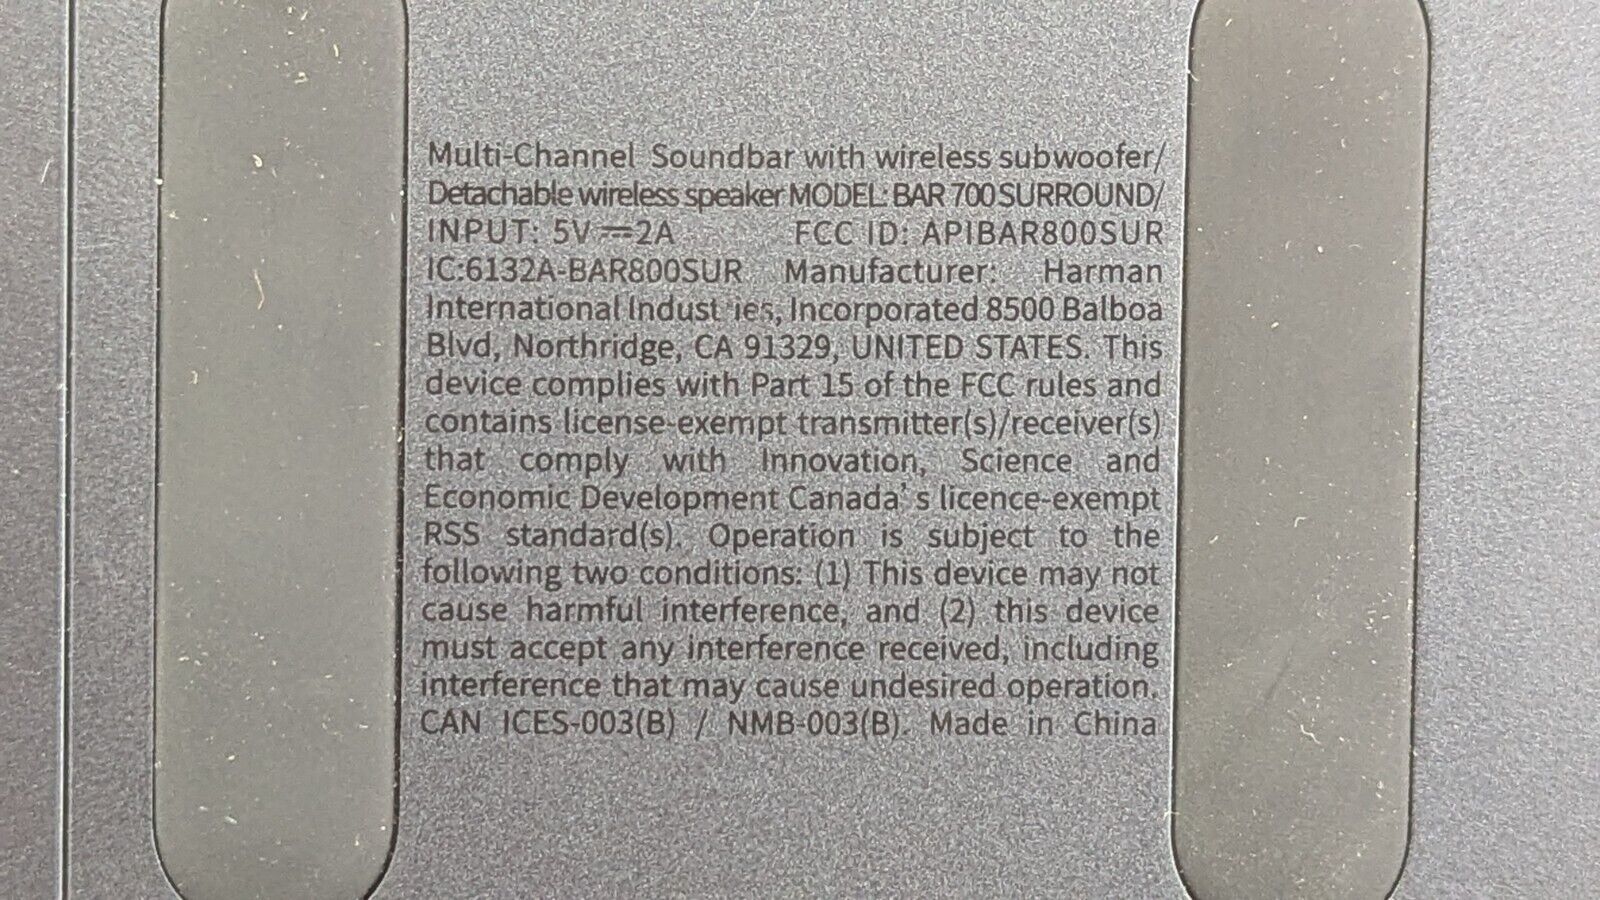 Multi-Channel Soundbar with wireless subwoofer/
Detachable wireless speaker MODEL: BAR 700 SURROUND/
INPUT: 5V ⎓2A FCC ID: APIBAR800SUR
IC:6132A-BAR800SUR Manufacturer: Harman
International Industries, Incorporated 8500 Balboa
Blvd, Northridge, CA 91329, UNITED STATES. This
device complies with Part 15 of the FCC rules and
contains license-exempt transmitter(s)/receiver(s)
that comply with Innovation, Science and
Economic Development Canada's licence-exempt
RSS standard(s). Operation is subject to the
following two conditions: (1) This device may not
cause harmful interference, and (2) this device
must accept any interference received, including
interference that may cause undesired operation.
CAN ICES-003(B) / NMB-003(B). Made in China